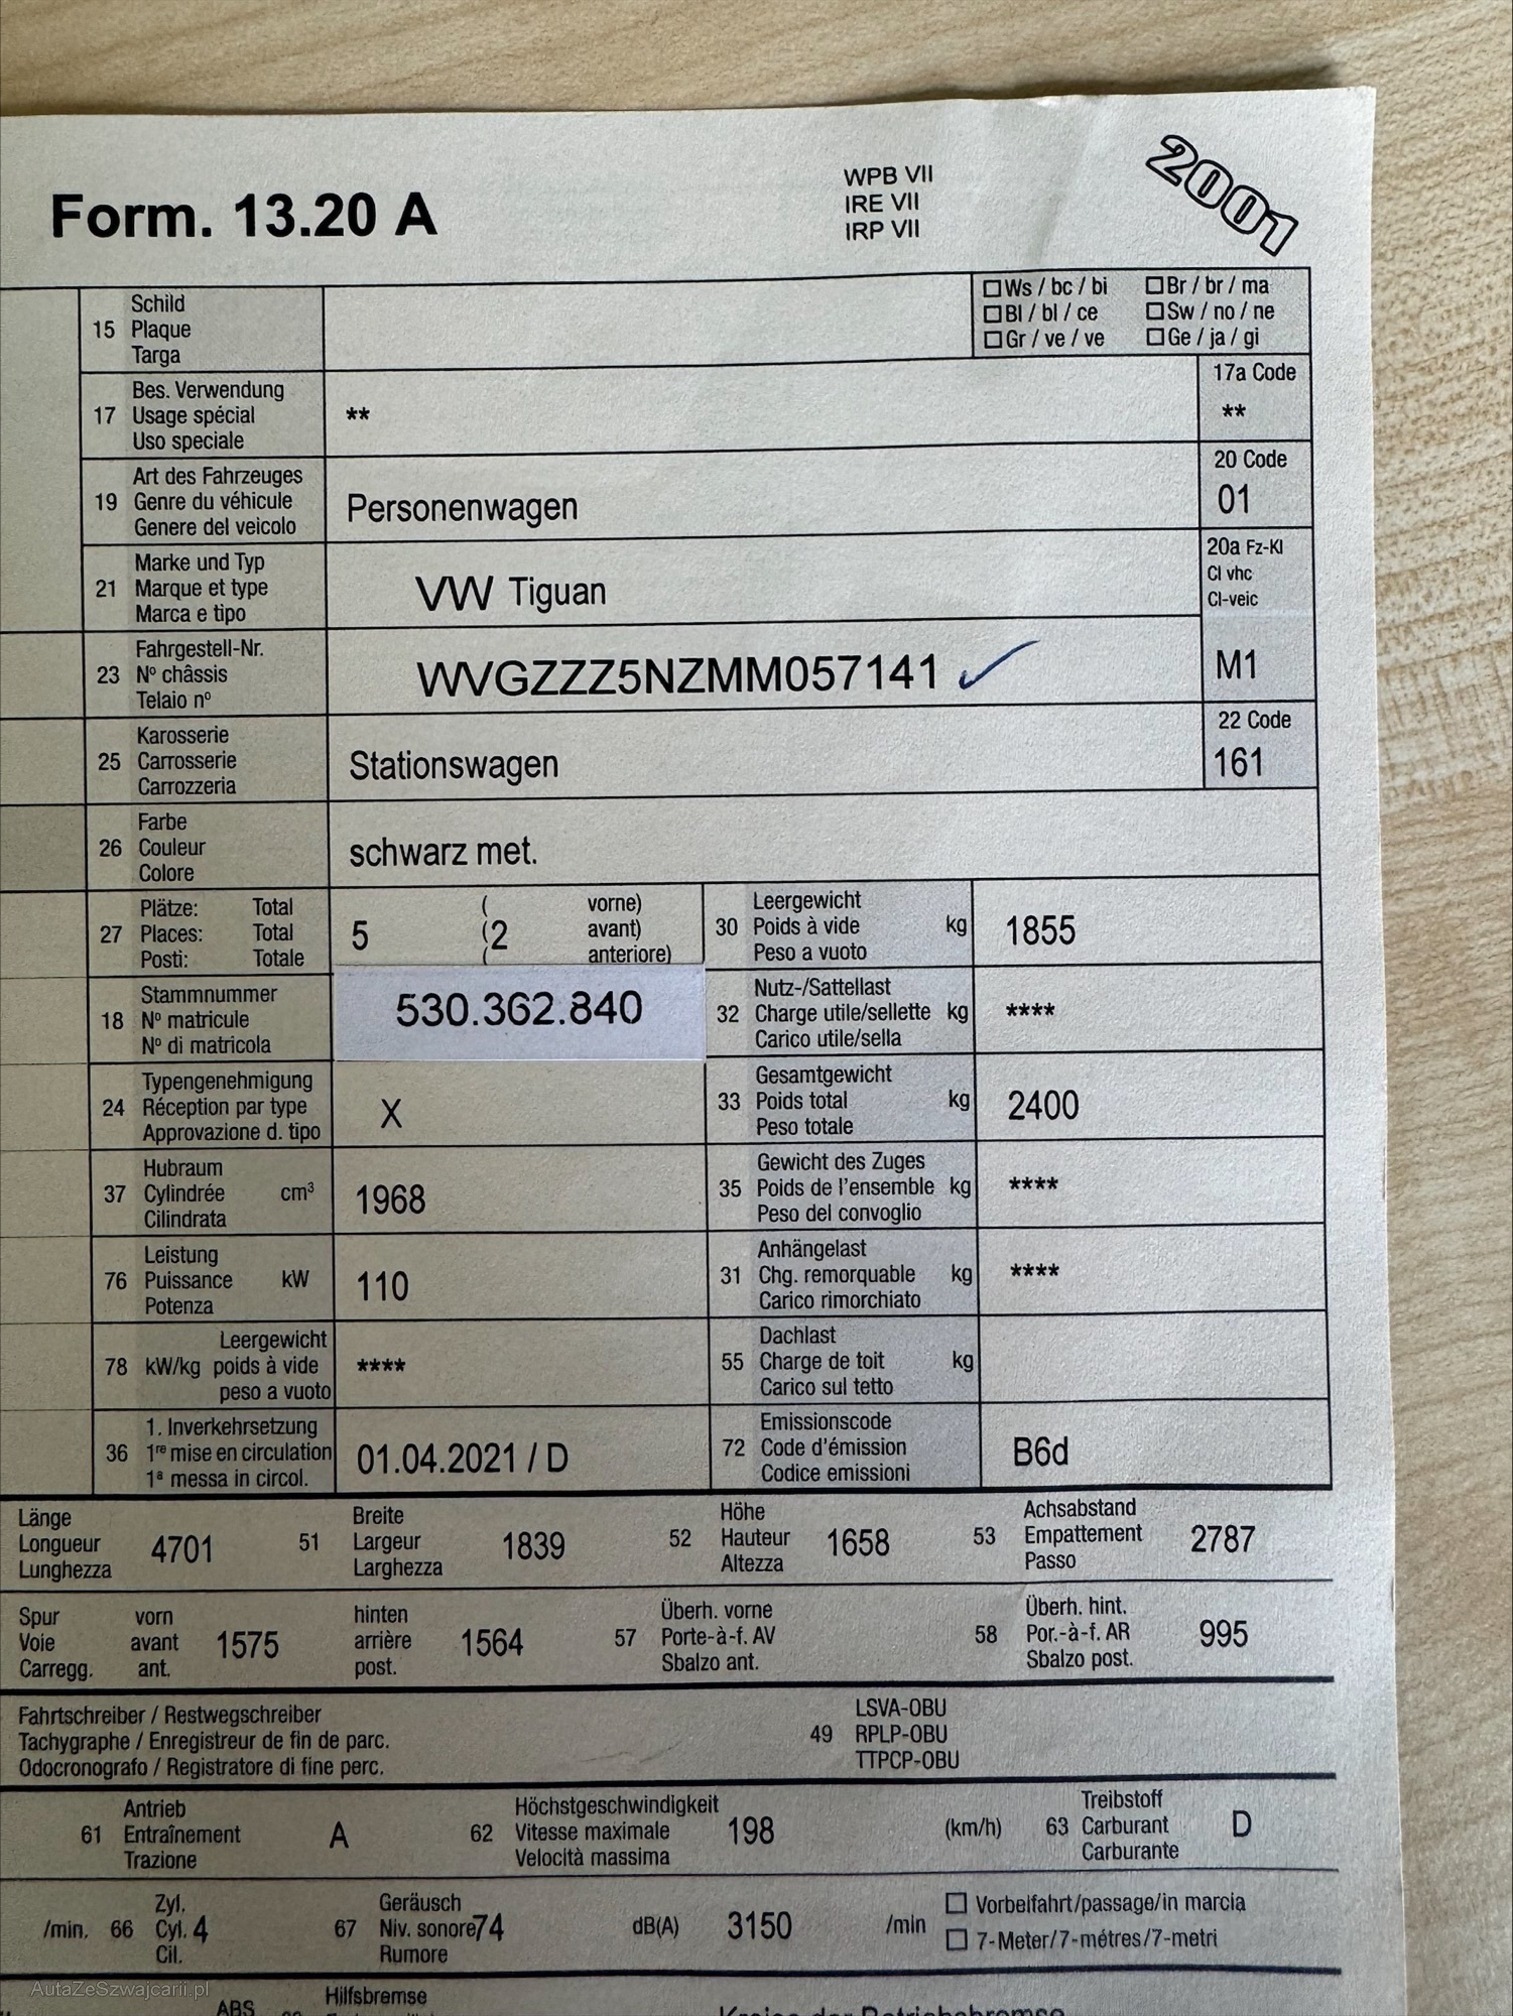 Form. 13.20 A
WPB VII
IRE VII
IRP VII
2001
15 Schild
Plaque
Targa
☐ Ws / bc / bi ☐ Br / br / ma
☐ Bl / bl / ce ☐ Sw / no / ne
☐ Gr / ve / ve ☐ Ge / ja / gi
17 Bes. Verwendung
Usage spécial
Uso speciale
**
17a Code
**
19 Art des Fahrzeuges
Genre du véhicule
Genere del veicolo
Personenwagen
20 Code
01
21 Marke und Typ
Marque et type
Marca e tipo
VW Tiguan
20a Fz-Kl
Cl vhc
Cl-veic
M1
23 Fahrgestell-Nr.
Nº châssis
Telaio nº
WVGZZZ5NZMM057141
25 Karosserie
Carrosserie
Carrozzeria
Stationswagen
22 Code
161
26 Farbe
Couleur
Colore
schwarz met.
27 Plätze: Total
Places: Total
Posti: Totale
5 ( vorne)
(2 avant)
( anteriore)
30 Leergewicht
Poids à vide kg
Peso a vuoto
1855
18 Stammnummer
Nº matricule
Nº di matricola
530.362.840
32 Nutz-/Sattellast
Charge utile/sellette kg
Carico utile/sella
****
24 Typengenehmigung
Réception par type
Approvazione d. tipo
X
33 Gesamtgewicht
Poids total kg
Peso totale
2400
37 Hubraum
Cylindrée cm³
Cilindrata
1968
35 Gewicht des Zuges
Poids de l'ensemble kg
Peso del convoglio
****
76 Leistung
Puissance kW
Potenza
110
31 Anhängelast
Chg. remorquable kg
Carico rimorchiato
****
78 Leergewicht
kW/kg poids à vide
peso a vuoto
****
55 Dachlast
Charge de toit kg
Carico sul tetto
36 1. Inverkehrsetzung
1re mise en circulation
1ª messa in circol.
01.04.2021 / D
72 Emissionscode
Code d'émission
Codice emissioni
B6d
Länge
Longueur 4701
Lunghezza
51 Breite
Largeur 1839
Larghezza
52 Höhe
Hauteur 1658
Altezza
53 Achsabstand
Empattement 2787
Passo
Spur vorn
Voie avant 1575
Carregg. ant.
hinten
arrière 1564
post.
57 Überh. vorne
Porte-à-f. AV
Sbalzo ant.
58 Überh. hint.
Por.-à-f. AR 995
Sbalzo post.
Fahrtschreiber / Restwegschreiber
Tachygraphe / Enregistreur de fin de parc.
Odocronografo / Registratore di fine perc.
49 LSVA-OBU
RPLP-OBU
TTPCP-OBU
61 Antrieb
Entraînement A
Trazione
62 Höchstgeschwindigkeit
Vitesse maximale 198 (km/h)
Velocità massima
63 Treibstoff
Carburant D
Carburante
/min. 66 Zyl.
Cyl. 4
Cil.
67 Geräusch
Niv. sonore 74 dB(A) 3150 /min
Rumore
☐ Vorbeifahrt/passage/in marcia
☐ 7-Meter/7-mètres/7-metri
AutaZeSzwajcarii.pl
ABS
Hilfsbremse